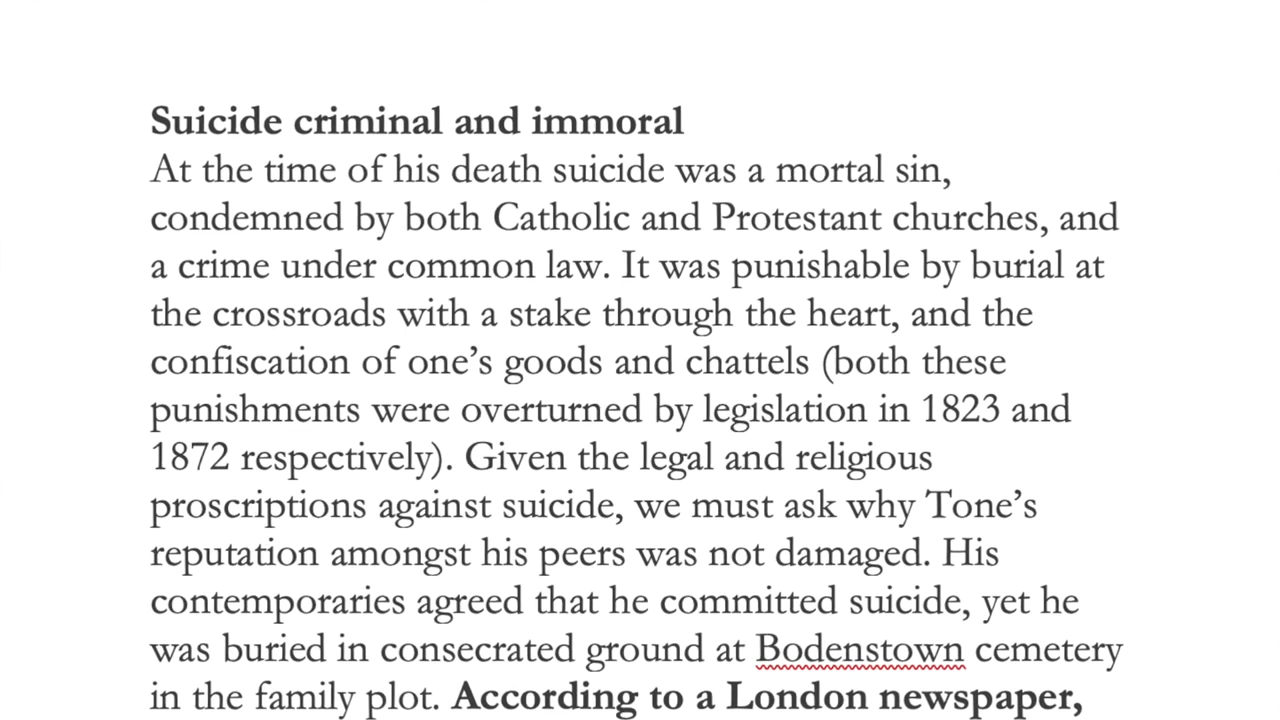 Suicide criminal and immoral
At the time of his death suicide was a mortal sin,
condemned by both Catholic and Protestant churches, and
a crime under common law. It was punishable by burial at
the crossroads with a stake through the heart, and the
confiscation of one’s goods and chattels (both these
punishments were overturned by legislation in 1823 and
1872 respectively). Given the legal and religious
proscriptions against suicide, we must ask why Tone’s
reputation amongst his peers was not damaged. His
contemporaries agreed that he committed suicide, yet he
was buried in consecrated ground at Bodenstown cemetery
in the family plot. According to a London newspaper,